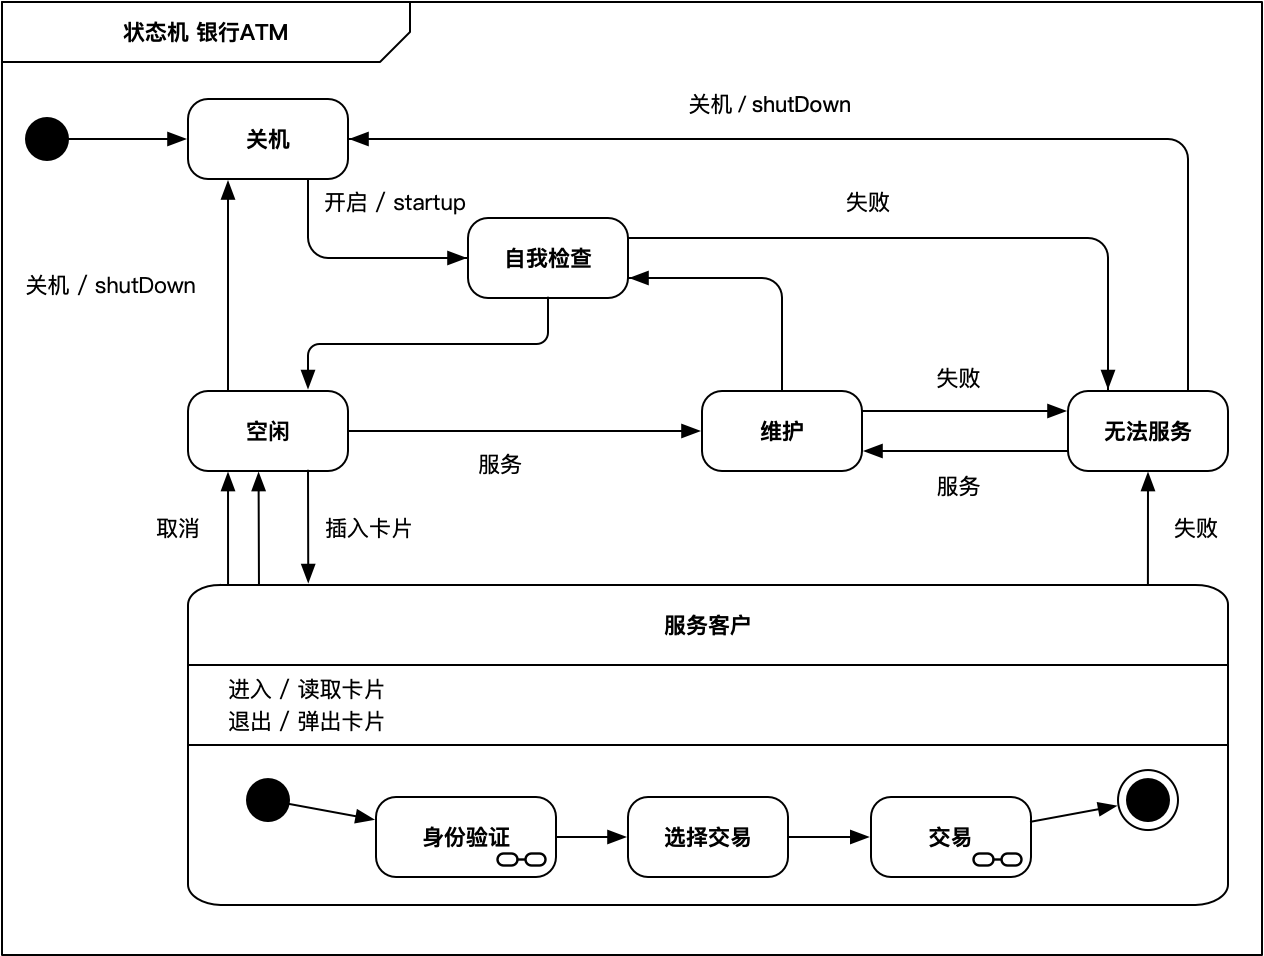 状态机 银行ATM
关机 / shutDown
关机
开启 / startup
失败
自我检查
关机 / shutDown
失败
空闲
维护
无法服务
服务
服务
取消
插入卡片
失败
服务客户
进入 / 读取卡片
退出 / 弹出卡片
身份验证
选择交易
交易